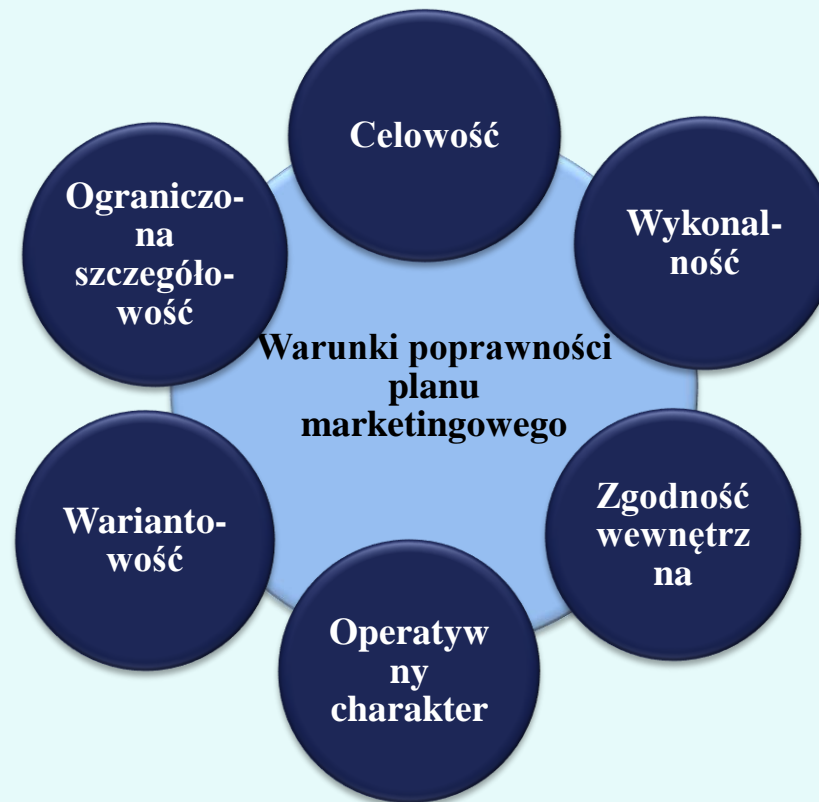 Celowość
Wykonal-
ność
Zgodność
wewnętrz
na
Operatyw
ny
charakter
Warianto-
wość
Ograniczo-
na
szczegóło-
wość
Warunki poprawności
planu
marketingowego